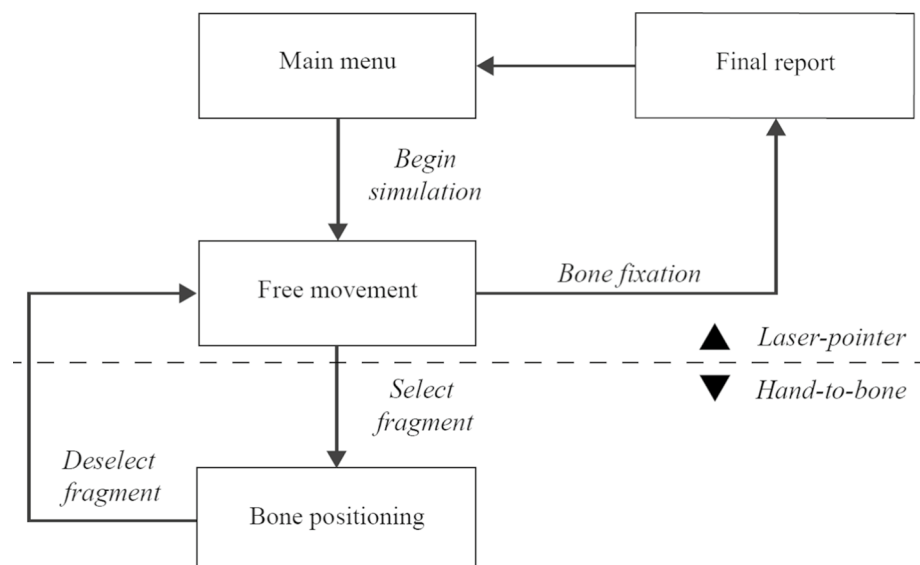 Main menu
Final report
Begin
simulation
Free movement
Bone fixation
Laser-pointer
Hand-to-bone
Select
fragment
Deselect
fragment
Bone positioning